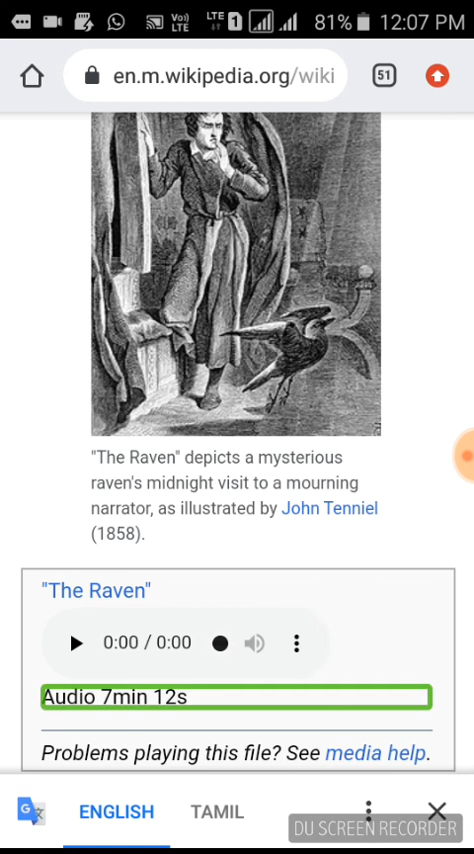 Vo)) LTE LTE 1 81% 12:07 PM
en.m.wikipedia.org/wiki 51
"The Raven" depicts a mysterious
raven's midnight visit to a mourning
narrator, as illustrated by John Tenniel
(1858).
"The Raven"
0:00 / 0:00
Audio 7min 12s
Problems playing this file? See media help.
ENGLISH TAMIL
DU SCREEN RECORDER